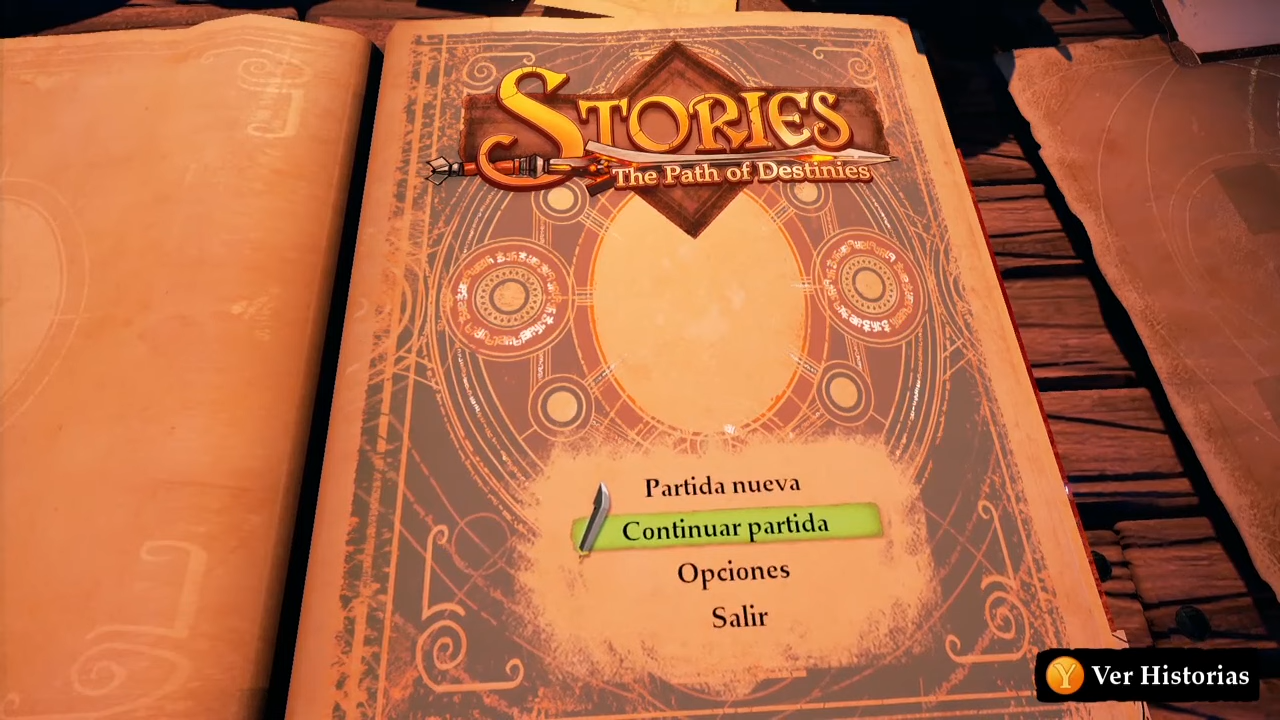 STORIES
The Path of Destinies
Partida nueva
Continuar partida
Opciones
Salir
Y Ver Historias